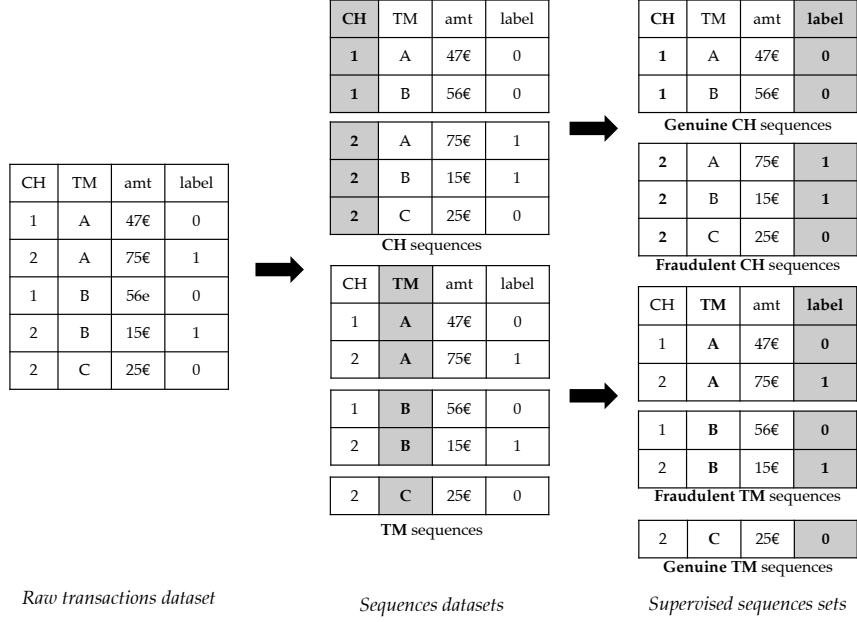 CH TM amt label
1 A 47€ 0
2 A 75€ 1
1 B 56e 0
2 B 15€ 1
2 C 25€ 0
Raw transactions dataset
CH TM amt label
1 A 47€ 0
1 B 56€ 0
2 A 75€ 1
2 B 15€ 1
2 C 25€ 0
CH sequences
CH TM amt label
1 A 47€ 0
2 A 75€ 1
1 B 56€ 0
2 B 15€ 1
2 C 25€ 0
TM sequences
Sequences datasets
CH TM amt label
1 A 47€ 0
1 B 56€ 0
Genuine CH sequences
2 A 75€ 1
2 B 15€ 1
2 C 25€ 0
Fraudulent CH sequences
CH TM amt label
1 A 47€ 0
2 A 75€ 1
1 B 56€ 0
2 B 15€ 1
Fraudulent TM sequences
2 C 25€ 0
Genuine TM sequences
Supervised sequences sets